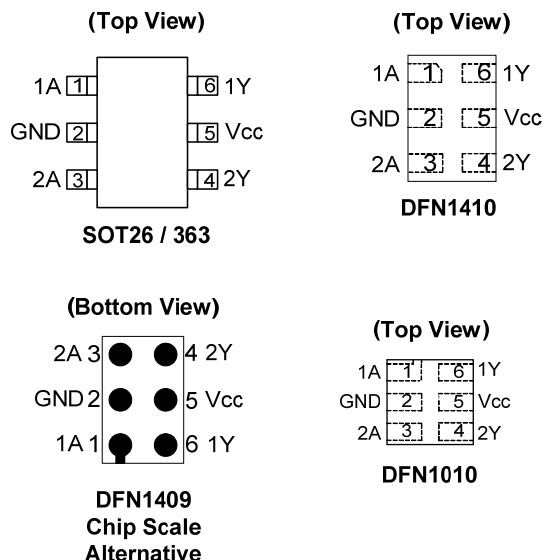 (Top View)
1A 1 6 1Y
GND 2 5 Vcc
2A 3 4 2Y
SOT26 / 363
(Top View)
1A 1 6 1Y
GND 2 5 Vcc
2A 3 4 2Y
DFN1410
(Bottom View)
2A 3 4 2Y
GND 2 5 Vcc
1A 1 6 1Y
DFN1409
Chip Scale
Alternative
(Top View)
1A 1 6 1Y
GND 2 5 Vcc
2A 3 4 2Y
DFN1010